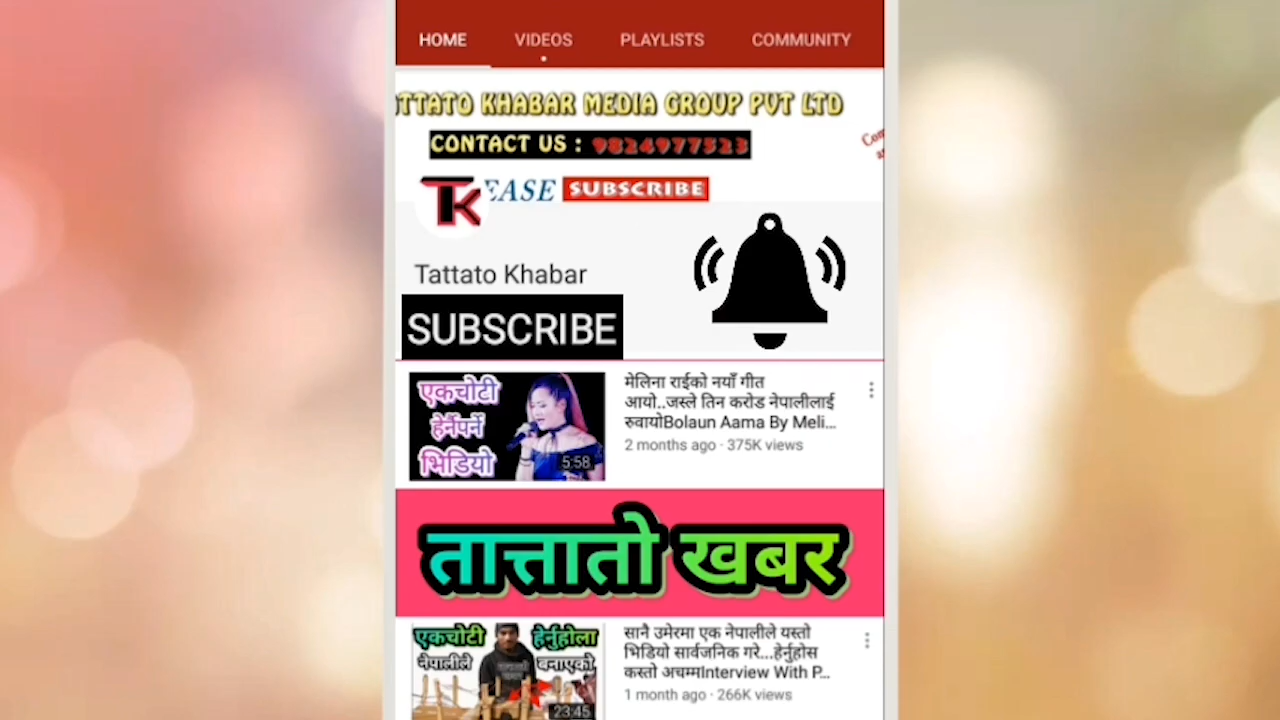 HOME VIDEOS PLAYLISTS COMMUNITY
TTATO KHABAR MEDIA GROUP PVT LTD
CONTACT US : 9824977523
TK
EASE SUBSCRIBE
Tattato Khabar
SUBSCRIBE
एकचोटी
हेर्नैपर्ने
भिडियो
5:58
मेलिना राईको नयाँ गीत
आयो..जस्ले तिन करोड नेपालीलाई
रुवायोBolaun Aama By Meli...
2 months ago · 375K views
तात्तातो खबर
एकचोटी हेर्नुहोला
नेपालीले बनाएको
23:45
सानै उमेरमा एक नेपालीले यस्तो
भिडियो सार्वजनिक गरे...हेर्नुहोस
कस्तो अचम्मInterview With P...
1 month ago · 266K views